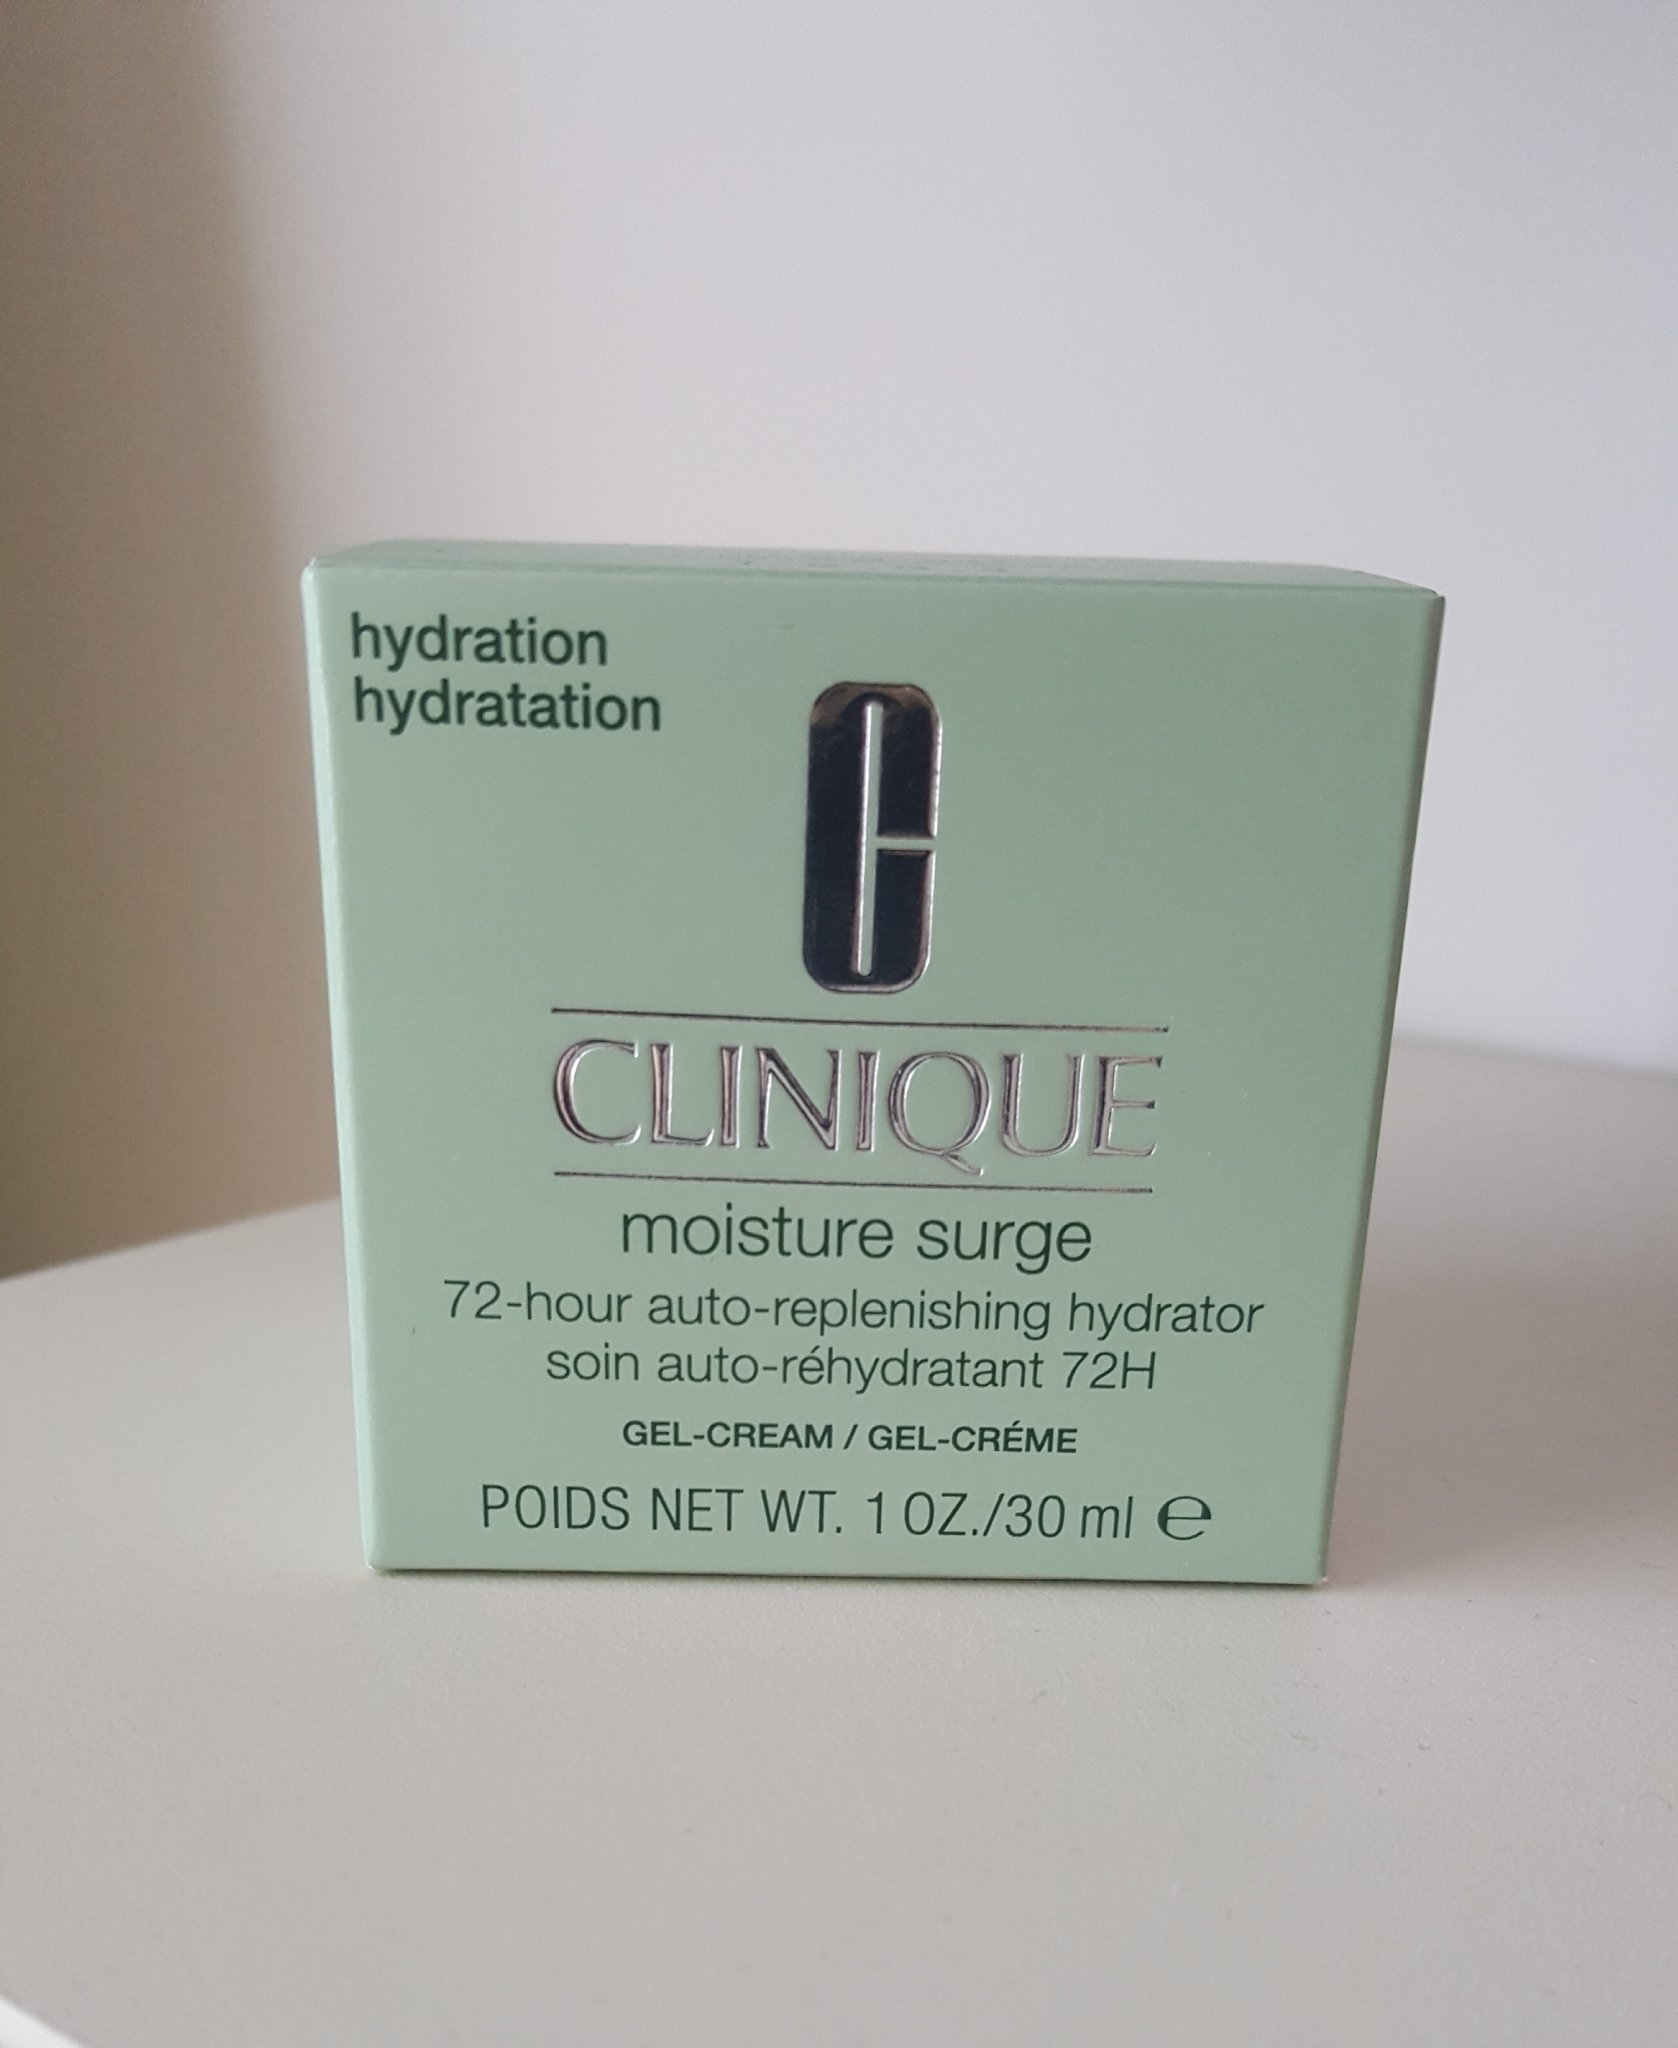 hydration
hydratation
C
CLINIQUE
moisture surge
72-hour auto-replenishing hydrator
soin auto-réhydratant 72H
GEL-CREAM / GEL-CRÉME
POIDS NET WT. 1 OZ./30 ml ℮